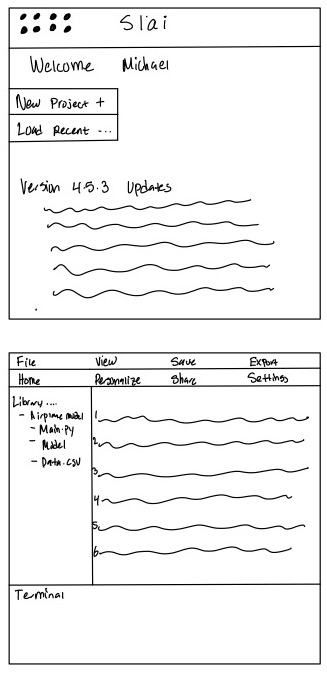 Slai
Welcome Michael
New Project +
Load Recent ...
Version 4.5.3 Updates
File View Save Export
Home Personalize Share Settings
Library ....
- Airplane model
- Main.py
- Model
- Data.csv
1
2
3
4
5
6
Terminal